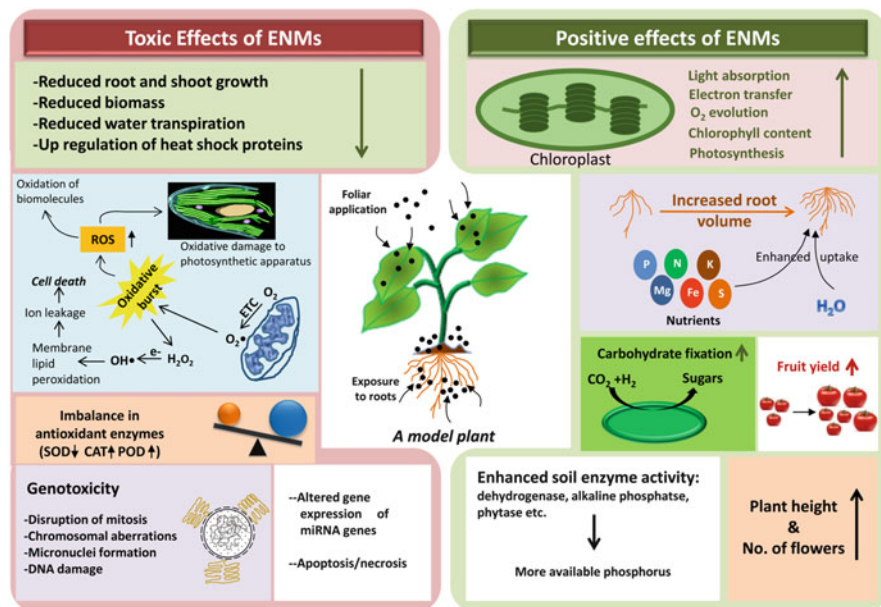 Toxic Effects of ENMs
-Reduced root and shoot growth
-Reduced biomass
-Reduced water transpiration
-Up regulation of heat shock proteins
Oxidation of
biomolecules
ROS
Oxidative damage to
photosynthetic apparatus
Cell death
Oxidative
burst
Ion leakage
ETC
O₂
O₂•
Membrane
lipid
peroxidation
OH•
e-
H₂O₂
Imbalance in
antioxidant enzymes
(SOD↓ CAT↑ POD↑)
Genotoxicity
-Disruption of mitosis
-Chromosomal aberrations
-Micronuclei formation
-DNA damage
--Altered gene
expression of
miRNA genes
--Apoptosis/necrosis
Foliar
application
Exposure
to roots
A model plant
Positive effects of ENMs
Chloroplast
Light absorption
Electron transfer
O₂ evolution
Chlorophyll content
Photosynthesis
Increased root
volume
P
N
K
Mg
Fe
S
Nutrients
Enhanced uptake
H₂O
Carbohydrate fixation
CO₂ +H₂
Sugars
Fruit yield
Enhanced soil enzyme activity:
dehydrogenase, alkaline phosphatse,
phytase etc.
More available phosphorus
Plant height
&
No. of flowers